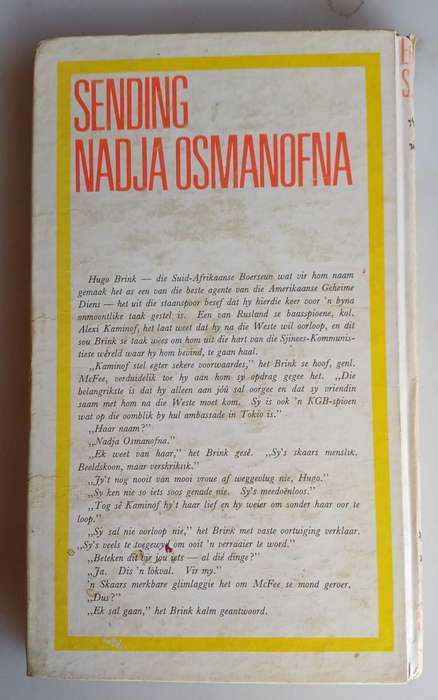 SENDING
NADJA OSMANOFNA
Hugo Brink — die Suid-Afrikaanse Boerseun wat vir hom naam
gemaak het as een van die beste agente van die Amerikaanse Geheime
Diens — het uit die staanspoor besef dat hy hierdie keer voor 'n byna
onmoontlike taak gestel is. Een van Rusland se baasspioene, kol.
Alexi Kaminof, het laat weet dat hy na die Weste wil oorloop, en dit
sou Brink se taak wees om hom uit die hart van die Sjinees-Kommunis-
tiese wêreld waar hy hom bevind, te gaan haal.
„Kaminof stel egter sekere voorwaardes," het Brink se hoof, genl.
McFee, verduidelik toe hy aan hom sy opdrag gegee het. „Die
belangrikste is dat hy alleen aan jóú sal oorgee en dat sy vriendin
saam met hom na die Weste moet kom. Sy is ook 'n KGB-spioen
wat op die oomblik by hul ambassade in Tokio is."
„Haar naam?"
„Nadja Osmanofna."
„Ek weet van haar," het Brink gesê. „Sy's skaars menslik.
Beeldskoon, maar verskriklik."
„Jy't nog nooit van mooi vroue af weggevlug nie, Hugo."
„Sy ken nie so iets soos genade nie. Sy's meedoënloos."
„Tog sê Kaminof hy't haar lief en hy weier om sonder haar oor te
loop."
„Sy sal nie oorloop nie," het Brink met vaste oortuiging verklaar.
„Sy's veels te toegewyd om ooit 'n verraaier te word."
„Beteken dit vir jou iets — al dié dinge?"
„Ja. Dis 'n lokval. Vir my."
'n Skaars merkbare glimlaggie het om McFee se mond geroer.
„Dus?"
„Ek sal gaan," het Brink kalm geantwoord.